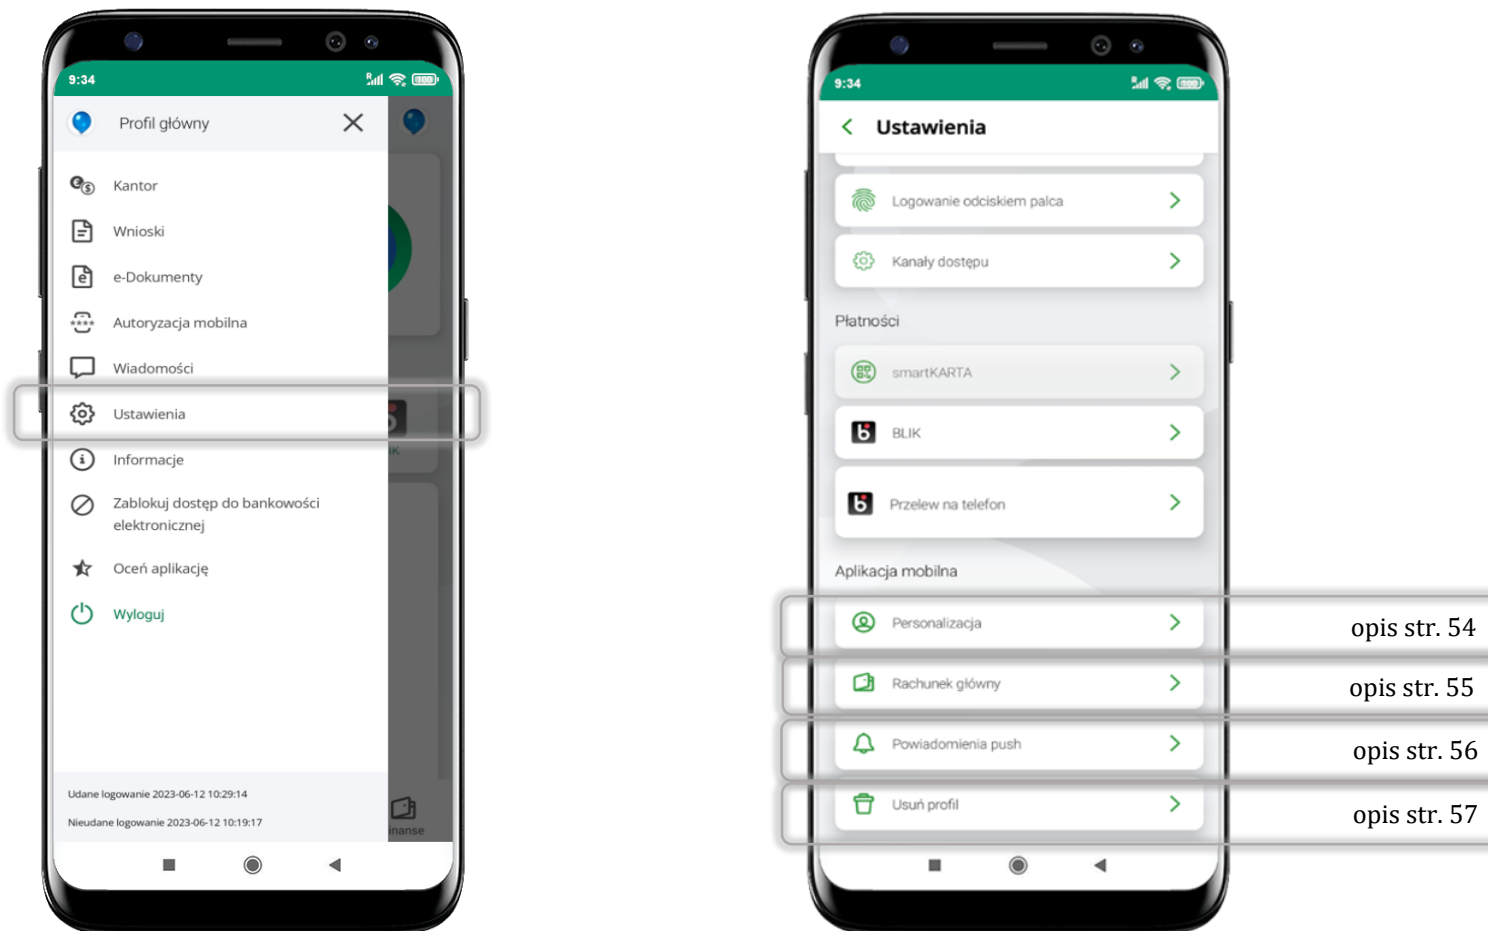 9:34
Profil główny
Kantor
Wnioski
e-Dokumenty
Autoryzacja mobilna
Wiadomości
Ustawienia
Informacje
Zablokuj dostęp do bankowości
elektronicznej
Oceń aplikację
Wyloguj
Udane logowanie 2023-06-12 10:29:14
Nieudane logowanie 2023-06-12 10:19:17
IK
inanse
9:34
Ustawienia
Logowanie odciskiem palca
Kanały dostępu
Płatności
smartKARTA
BLIK
Przelew na telefon
Aplikacja mobilna
Personalizacja opis str. 54
Rachunek główny opis str. 55
Powiadomienia push opis str. 56
Usuń profil opis str. 57